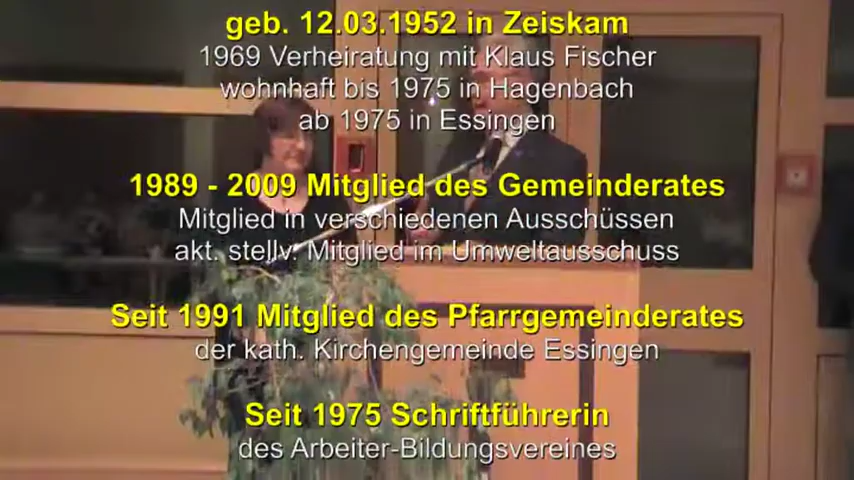 geb. 12.03.1952 in Zeiskam
1969 Verheiratung mit Klaus Fischer
wohnhaft bis 1975 in Hagenbach
ab 1975 in Essingen
1989 - 2009 Mitglied des Gemeinderates
Mitglied in verschiedenen Ausschüssen
akt. stellv. Mitglied im Umweltausschuss
Seit 1991 Mitglied des Pfarrgemeinderates
der kath. Kirchengemeinde Essingen
Seit 1975 Schriftführerin
des Arbeiter-Bildungsvereines